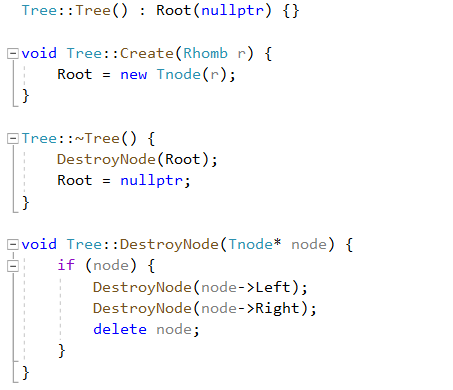 Tree::Tree() : Root(nullptr) {}
void Tree::Create(Rhomb r) {
Root = new Tnode(r);
}
Tree::~Tree() {
DestroyNode(Root);
Root = nullptr;
}
void Tree::DestroyNode(Tnode* node) {
if (node) {
DestroyNode(node->Left);
DestroyNode(node->Right);
delete node;
}
}